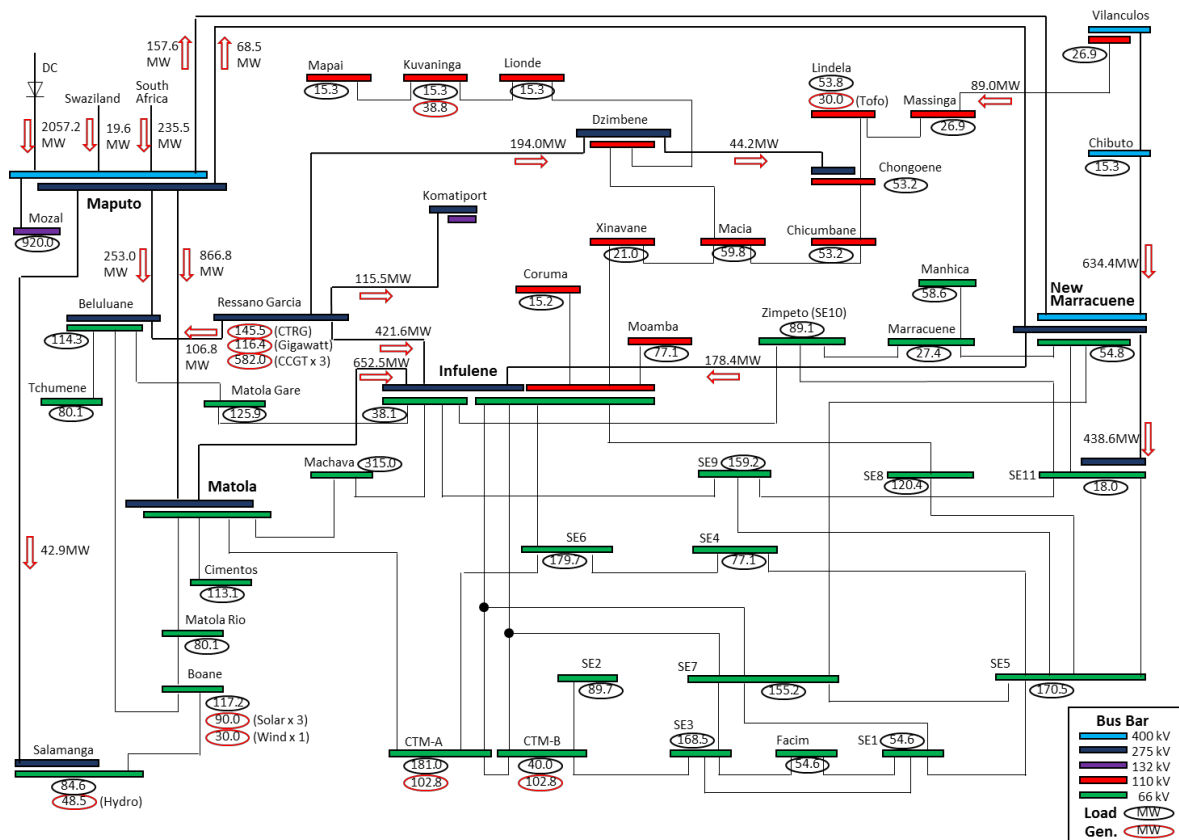 Vilanculos
26.9
157.6
MW
68.5
MW
DC
South
Africa
Swaziland
2057.2
MW
19.6
MW
235.5
MW
Mapai
15.3
Kuvaninga
15.3
38.8
Lionde
15.3
Lindela
53.8
30.0 (Tofo)
Massinga
26.9
89.0MW
Dzimbene
194.0MW
44.2MW
Chibuto
15.3
Chongoene
53.2
Maputo
Mozal
920.0
Komatiport
Xinavane
21.0
Macia
59.8
Chicumbane
53.2
253.0
MW
866.8
MW
115.5MW
Coruma
15.2
Manhica
58.6
634.4MW
New
Marracuene
54.8
Beluluane
114.3
Ressano Garcia
145.5 (CTRG)
116.4 (Gigawatt)
582.0 (CCGT x 3)
106.8
MW
421.6MW
652.5MW
Moamba
77.1
Zimpeto (SE10)
89.1
Marracuene
27.4
178.4MW
Infulene
38.1
Tchumene
80.1
Matola Gare
125.9
438.6MW
Machava 315.0
SE9 159.2
SE8
120.4
SE11
18.0
Matola
42.9MW
SE6
179.7
SE4
77.1
Cimentos
113.1
Matola Rio
80.1
Boane
117.2
90.0 (Solar x 3)
30.0 (Wind x 1)
SE2
89.7
SE7
155.2
SE5
170.5
Salamanga
84.6
48.5 (Hydro)
CTM-A
181.0
102.8
CTM-B
40.0
102.8
SE3
168.5
Facim
54.6
SE1
54.6
Bus Bar
400 kV
275 kV
132 kV
110 kV
66 kV
Load MW
Gen. MW